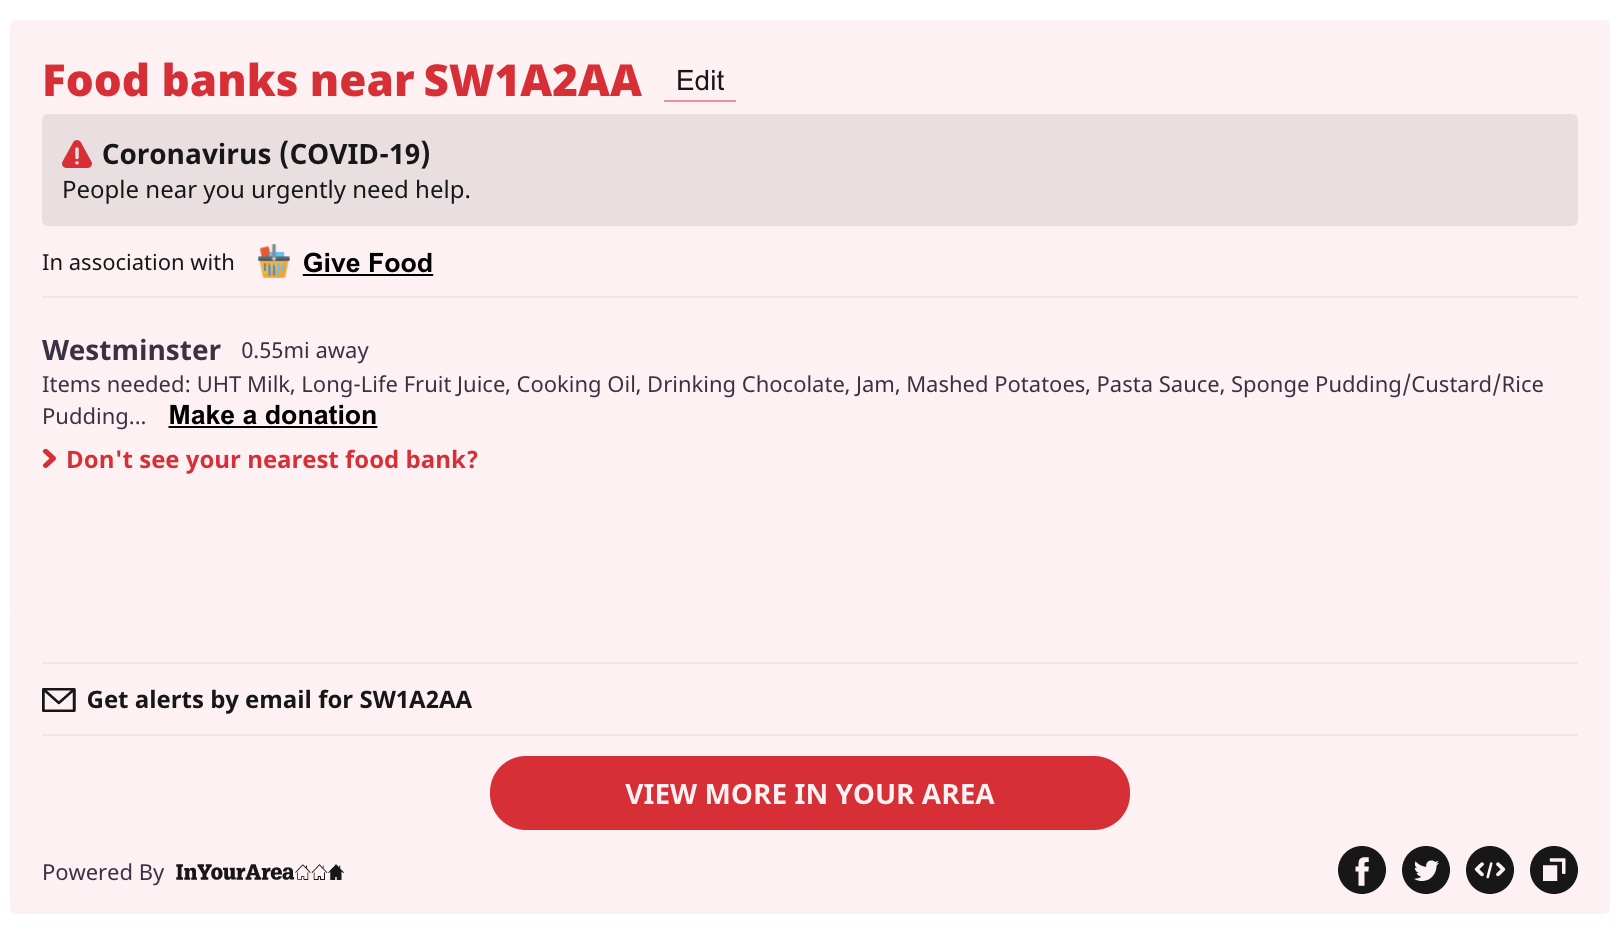 Food banks near SW1A2AA Edit
Coronavirus (COVID-19)
People near you urgently need help.
In association with Give Food
Westminster 0.55mi away
Items needed: UHT Milk, Long-Life Fruit Juice, Cooking Oil, Drinking Chocolate, Jam, Mashed Potatoes, Pasta Sauce, Sponge Pudding/Custard/Rice
Pudding... Make a donation
Don't see your nearest food bank?
Get alerts by email for SW1A2AA
VIEW MORE IN YOUR AREA
Powered By InYourArea